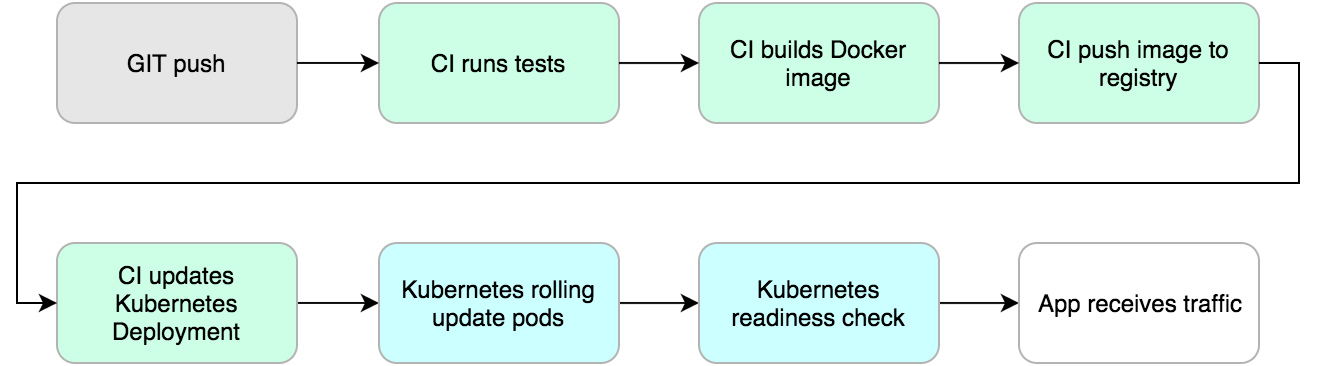 GIT push
CI runs tests
CI builds Docker
image
CI push image to
registry
CI updates
Kubernetes
Deployment
Kubernetes rolling
update pods
Kubernetes
readiness check
App receives traffic